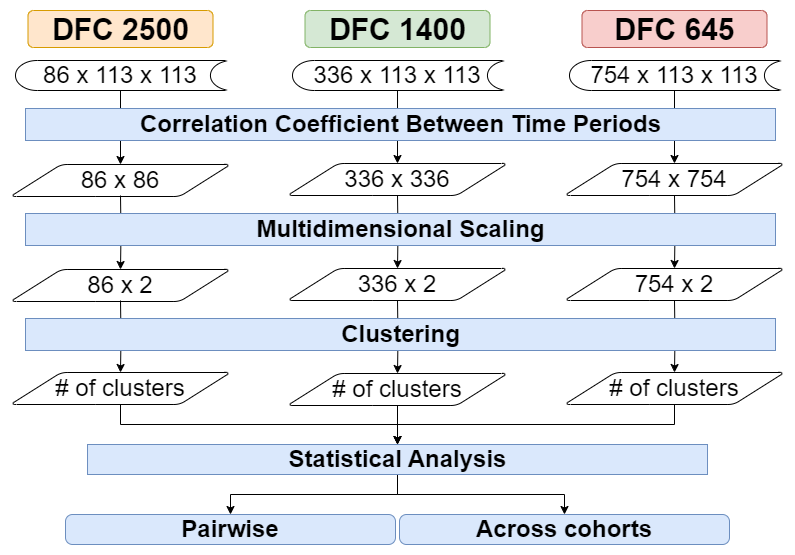 DFC 2500 DFC 1400 DFC 645
86 x 113 x 113 336 x 113 x 113 754 x 113 x 113
Correlation Coefficient Between Time Periods
86 x 86 336 x 336 754 x 754
Multidimensional Scaling
86 x 2 336 x 2 754 x 2
Clustering
# of clusters # of clusters # of clusters
Statistical Analysis
Pairwise Across cohorts